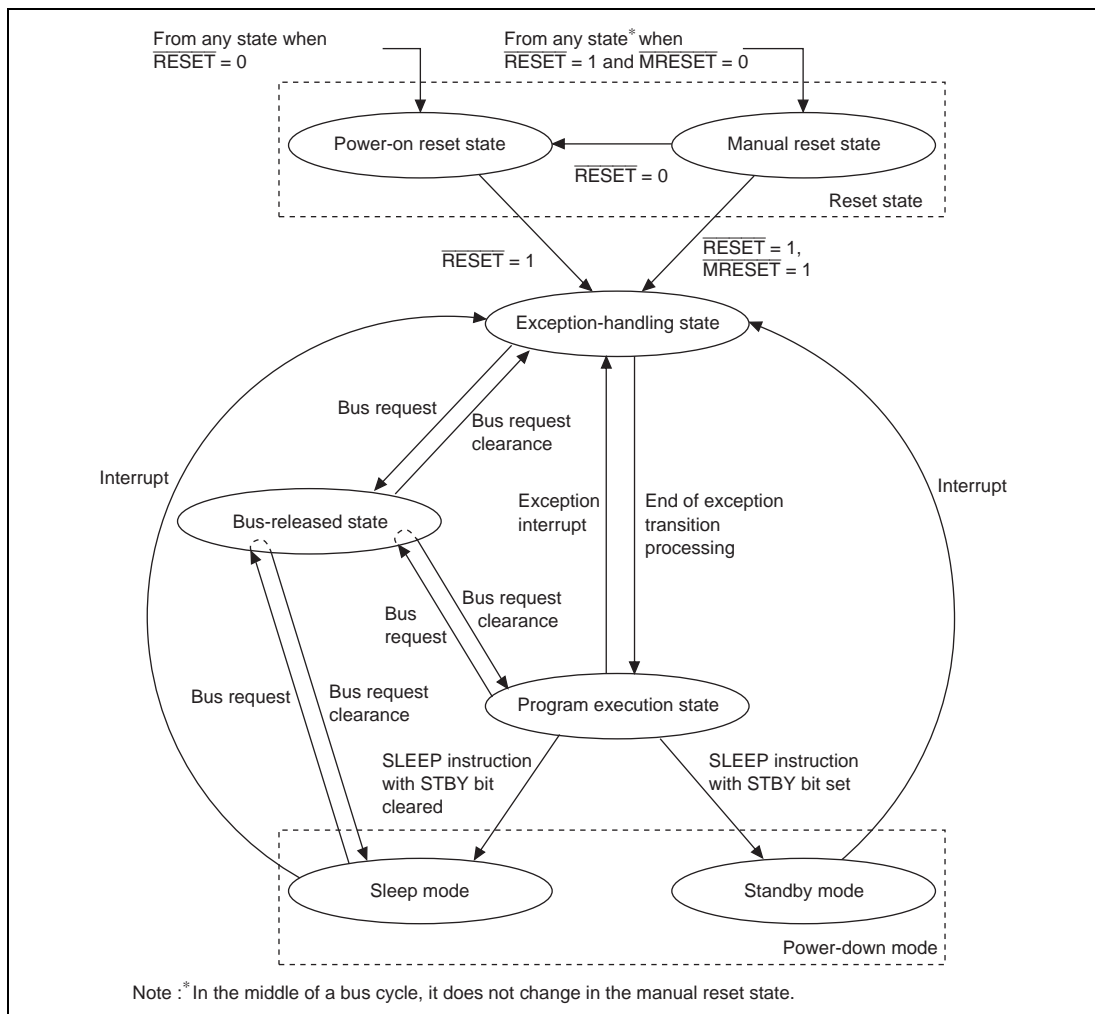 From any state when
RESET = 0
From any state* when
RESET = 1 and MRESET = 0
Power-on reset state
Manual reset state
RESET = 0
Reset state
RESET = 1
RESET = 1,
MRESET = 1
Exception-handling state
Bus request
Bus request
clearance
Interrupt
Exception
interrupt
End of exception
transition
processing
Interrupt
Bus-released state
Bus
request
Bus request
clearance
Bus request
Bus request
clearance
Program execution state
SLEEP instruction
with STBY bit
cleared
SLEEP instruction
with STBY bit set
Sleep mode
Standby mode
Power-down mode
Note :* In the middle of a bus cycle, it does not change in the manual reset state.